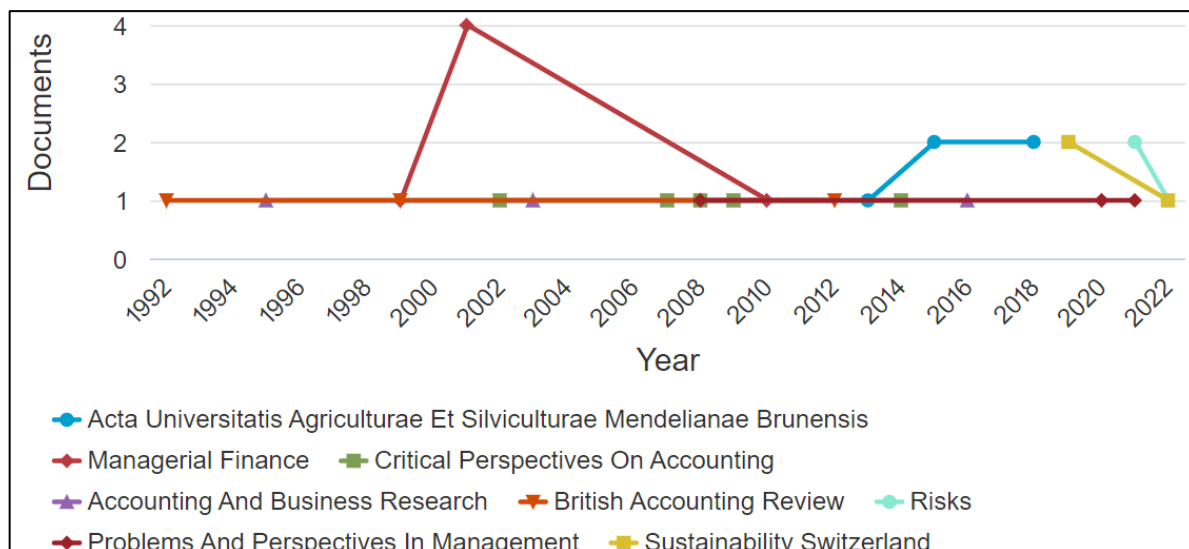 4
3
2
1
0
Documents
1992 1994 1996 1998 2000 2002 2004 2006 2008 2010 2012 2014 2016 2018 2020 2022
Year
Acta Universitatis Agriculturae Et Silviculturae Mendelianae Brunensis
Managerial Finance Critical Perspectives On Accounting
Accounting And Business Research British Accounting Review Risks
Problems And Perspectives In Management Sustainability Switzerland